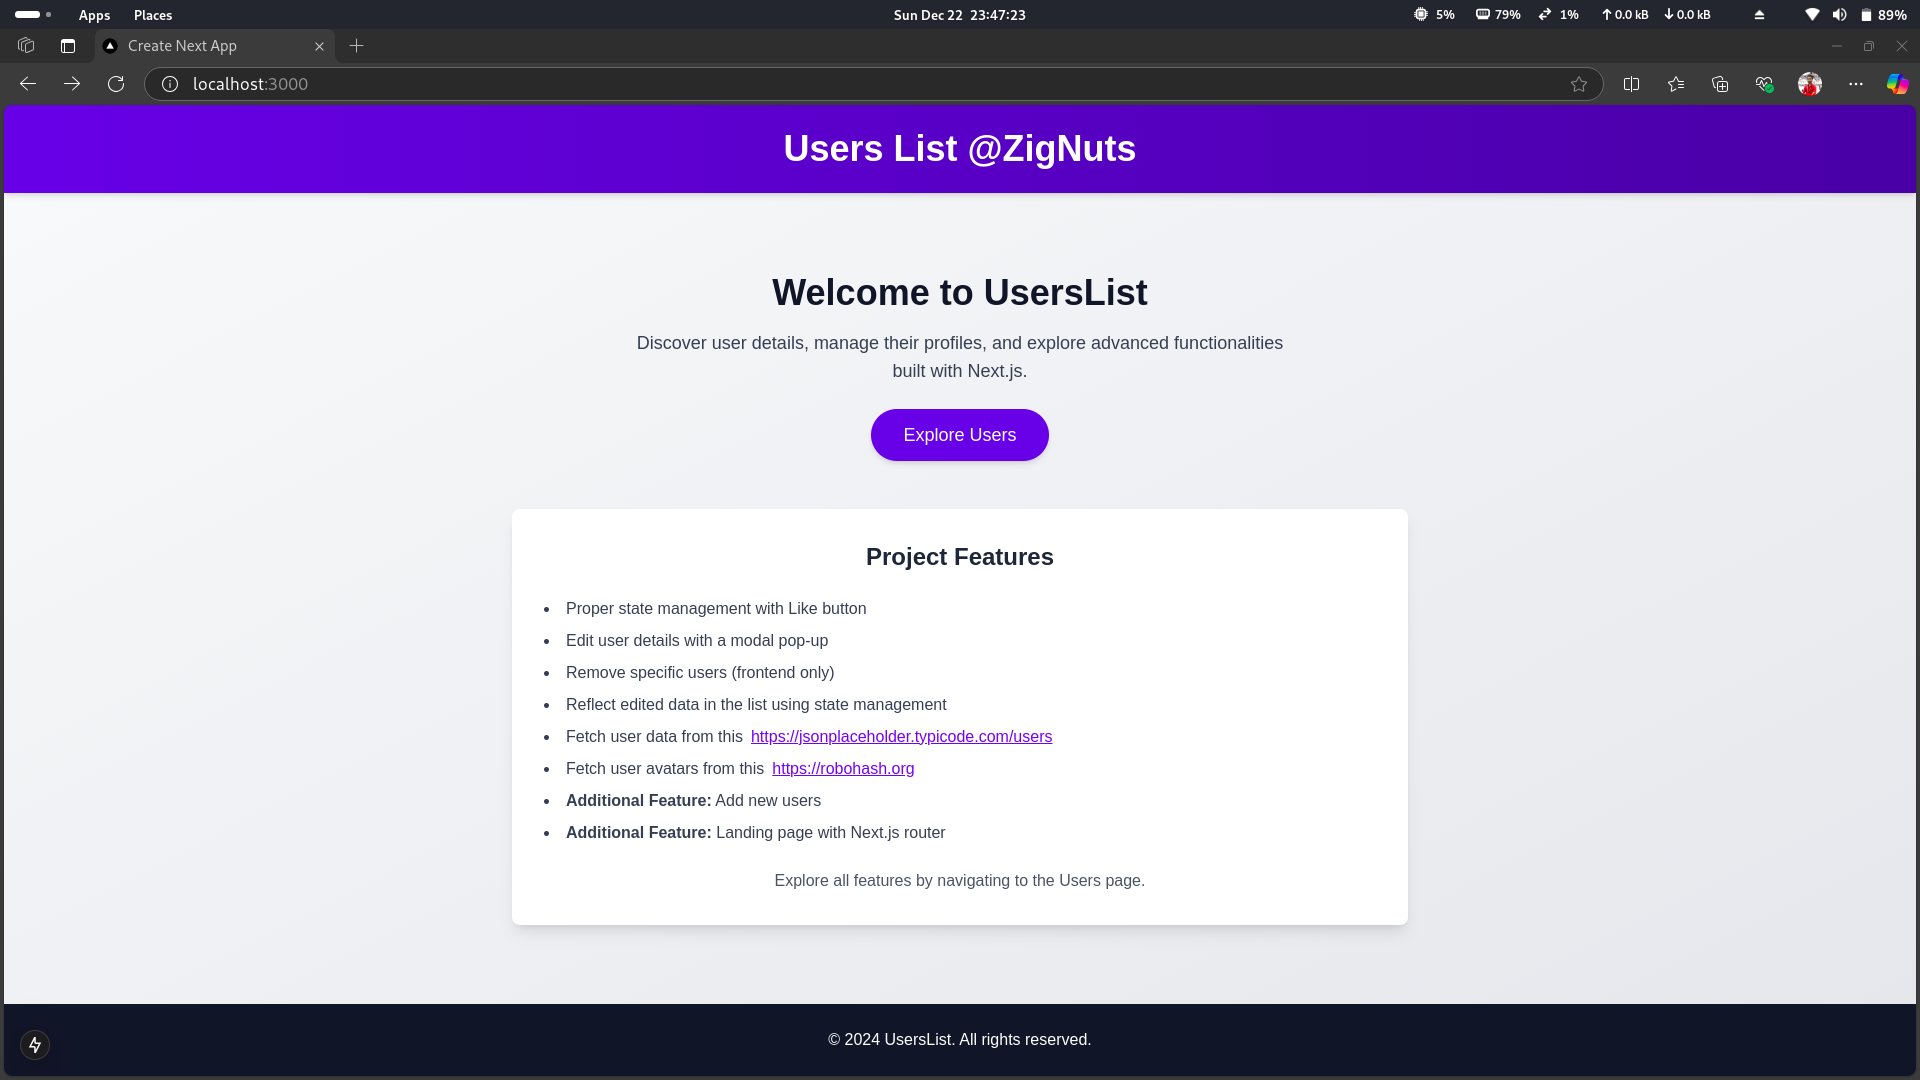 Apps Places Sun Dec 22 23:47:23 5% 79% 1% 0.0 kB 0.0 kB 89%
Create Next App
localhost:3000
Users List @ZigNuts
Welcome to UsersList
Discover user details, manage their profiles, and explore advanced functionalities
built with Next.js.
Explore Users
Project Features
• Proper state management with Like button
• Edit user details with a modal pop-up
• Remove specific users (frontend only)
• Reflect edited data in the list using state management
• Fetch user data from this https://jsonplaceholder.typicode.com/users
• Fetch user avatars from this https://robohash.org
• Additional Feature: Add new users
• Additional Feature: Landing page with Next.js router
Explore all features by navigating to the Users page.
© 2024 UsersList. All rights reserved.